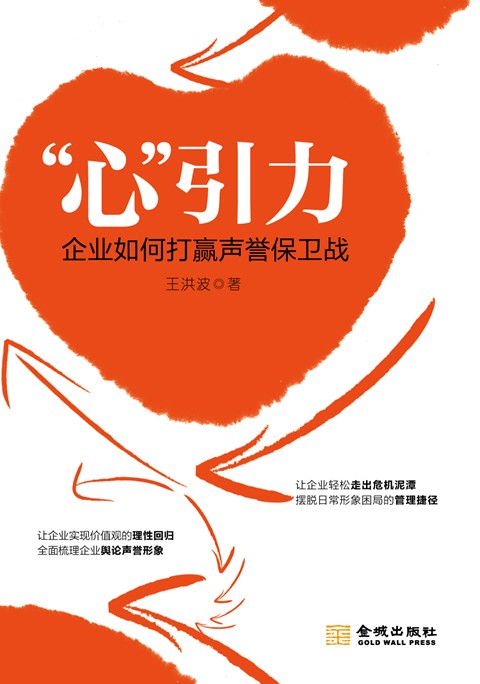 “心”引力
企业如何打赢声誉保卫战
王洪波◎著
让企业轻松走出危机泥潭
摆脱日常形象困局的管理捷径
让企业实现价值观的理性回归
全面梳理企业舆论声誉形象
金城出版社
GOLD WALL PRESS